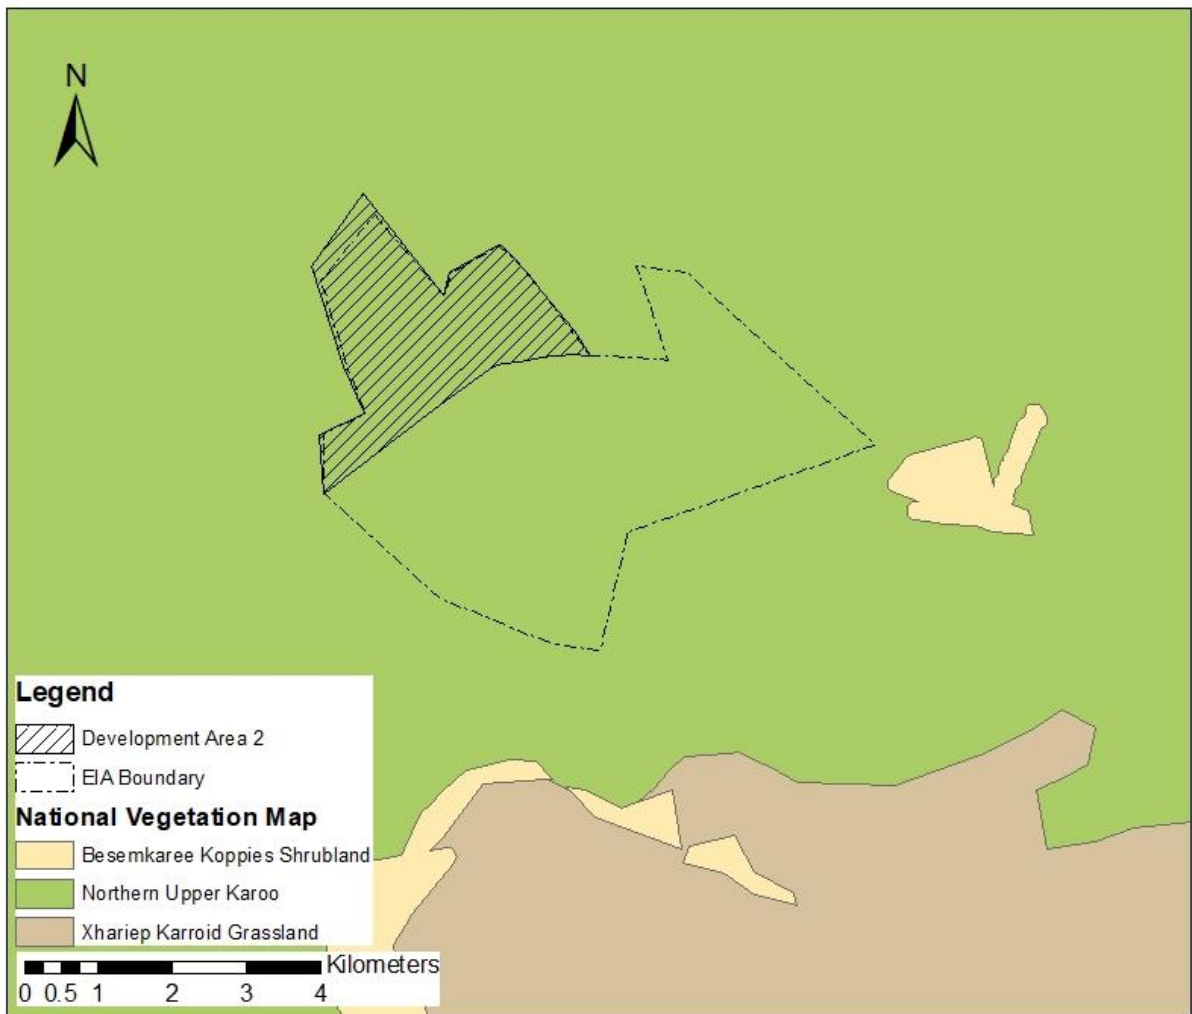 N
Legend
Development Area 2
EIA Boundary
National Vegetation Map
Besemkaree Koppies Shrubland
Northern Upper Karoo
Xhariep Karroid Grassland
Kilometers
0 0.5 1 2 3 4